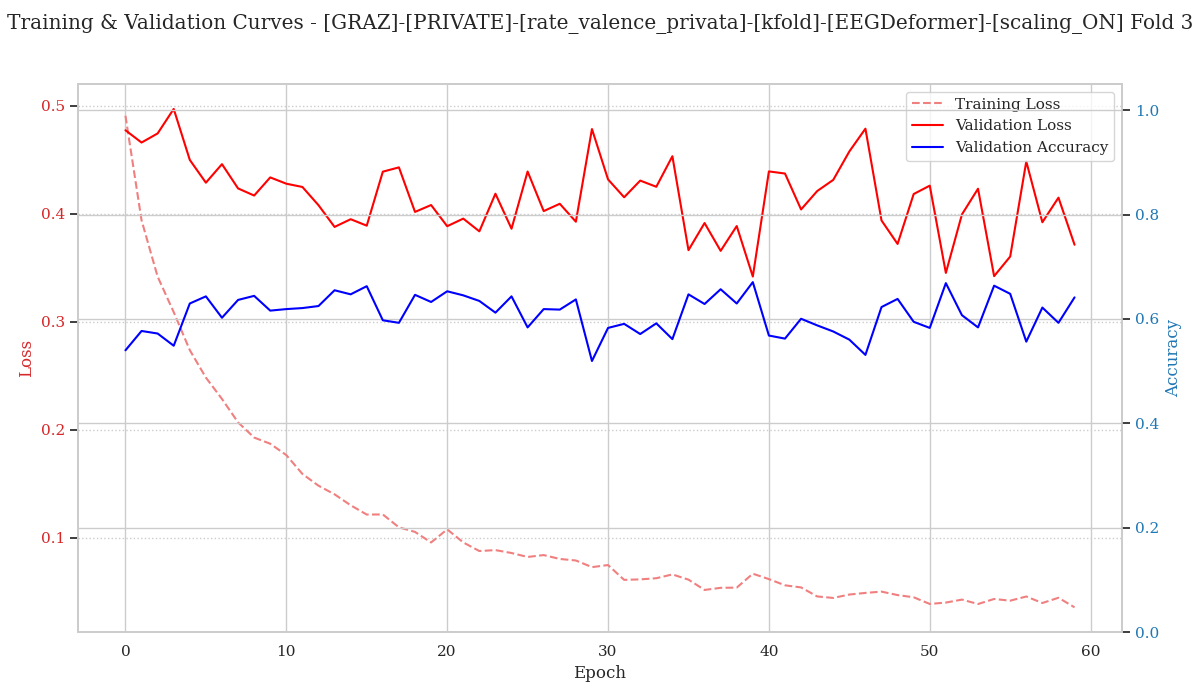 Training & Validation Curves - [GRAZ]-[PRIVATE]-[rate_valence_privata]-[kfold]-[EEGDeformer]-[scaling_ON] Fold 3
Training Loss
Validation Loss
Validation Accuracy
0.5
0.4
0.3
0.2
0.1
Loss
1.0
0.8
0.6
0.4
0.2
0.0
Accuracy
0
10
20
30
40
50
60
Epoch